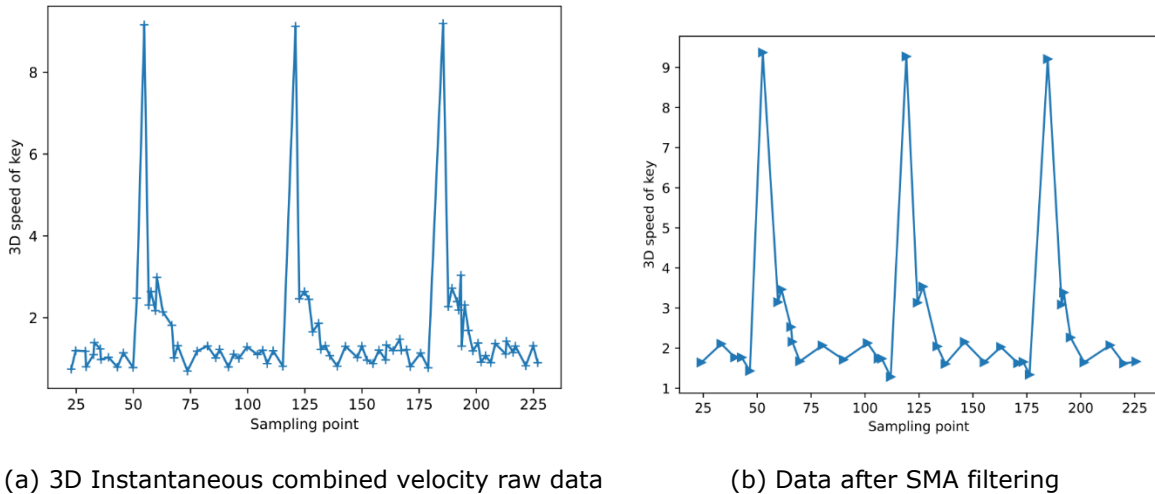 8
6
4
2
3D speed of key
25 50 75 100 125 150 175 200 225
Sampling point
(a) 3D Instantaneous combined velocity raw data
9
8
7
6
5
4
3
2
1
3D speed of key
25 50 75 100 125 150 175 200 225
Sampling point
(b) Data after SMA filtering